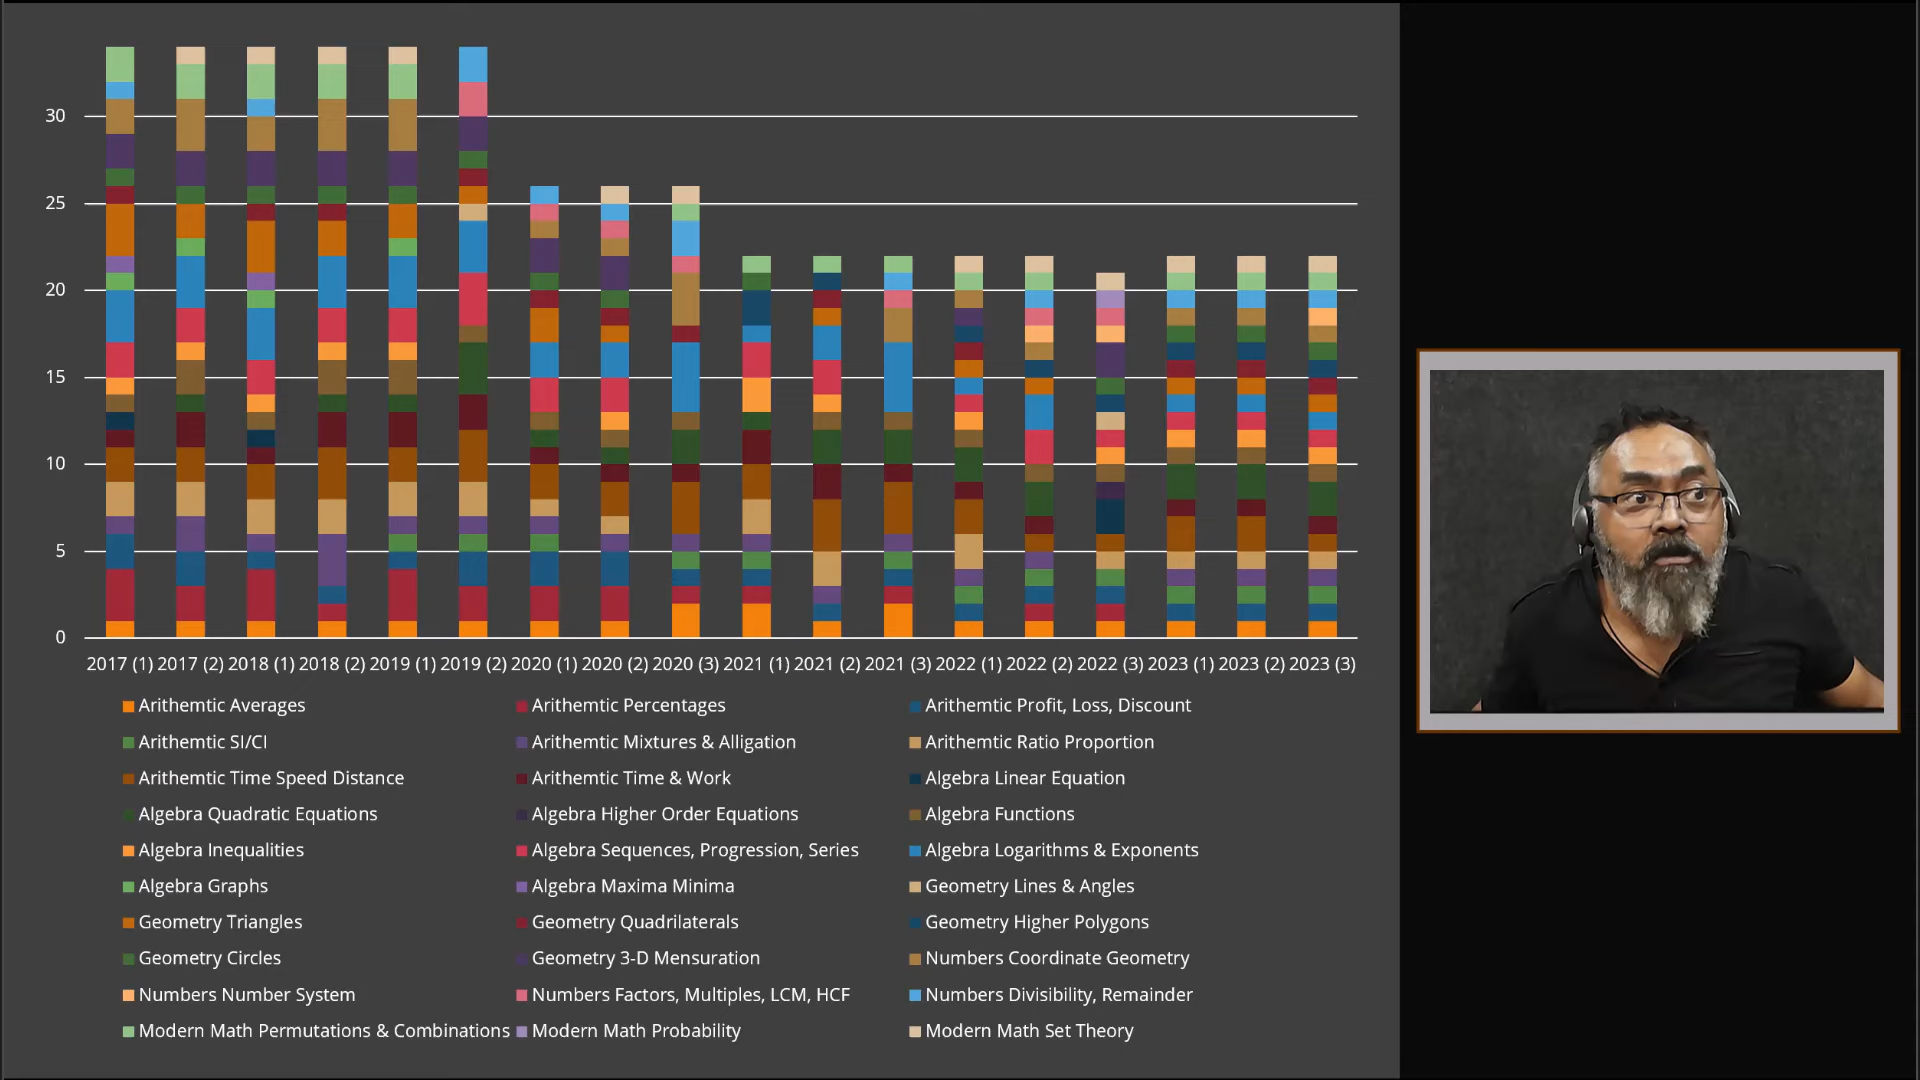 30
25
20
15
10
5
0
2017 (1) 2017 (2) 2018 (1) 2018 (2) 2019 (1) 2019 (2) 2020 (1) 2020 (2) 2020 (3) 2021 (1) 2021 (2) 2021 (3) 2022 (1) 2022 (2) 2022 (3) 2023 (1) 2023 (2) 2023 (3)
Arithemtic Averages Arithemtic Percentages Arithemtic Profit, Loss, Discount
Arithemtic SI/CI Arithemtic Mixtures & Alligation Arithemtic Ratio Proportion
Arithemtic Time Speed Distance Arithemtic Time & Work Algebra Linear Equation
Algebra Quadratic Equations Algebra Higher Order Equations Algebra Functions
Algebra Inequalities Algebra Sequences, Progression, Series Algebra Logarithms & Exponents
Algebra Graphs Algebra Maxima Minima Geometry Lines & Angles
Geometry Triangles Geometry Quadrilaterals Geometry Higher Polygons
Geometry Circles Geometry 3-D Mensuration Numbers Coordinate Geometry
Numbers Number System Numbers Factors, Multiples, LCM, HCF Numbers Divisibility, Remainder
Modern Math Permutations & Combinations Modern Math Probability Modern Math Set Theory